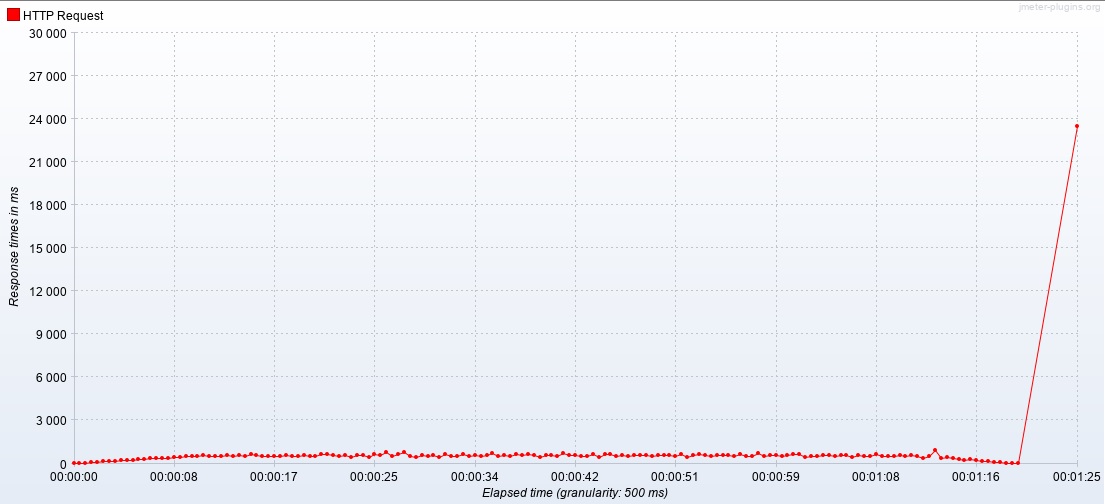 jmeter-plugins.org
HTTP Request
30 000
27 000
24 000
21 000
18 000
15 000
12 000
9 000
6 000
3 000
0
Response times in ms
00:00:00 00:00:08 00:00:17 00:00:25 00:00:34 00:00:42 00:00:51 00:00:59 00:01:08 00:01:16 00:01:25
Elapsed time (granularity: 500 ms)